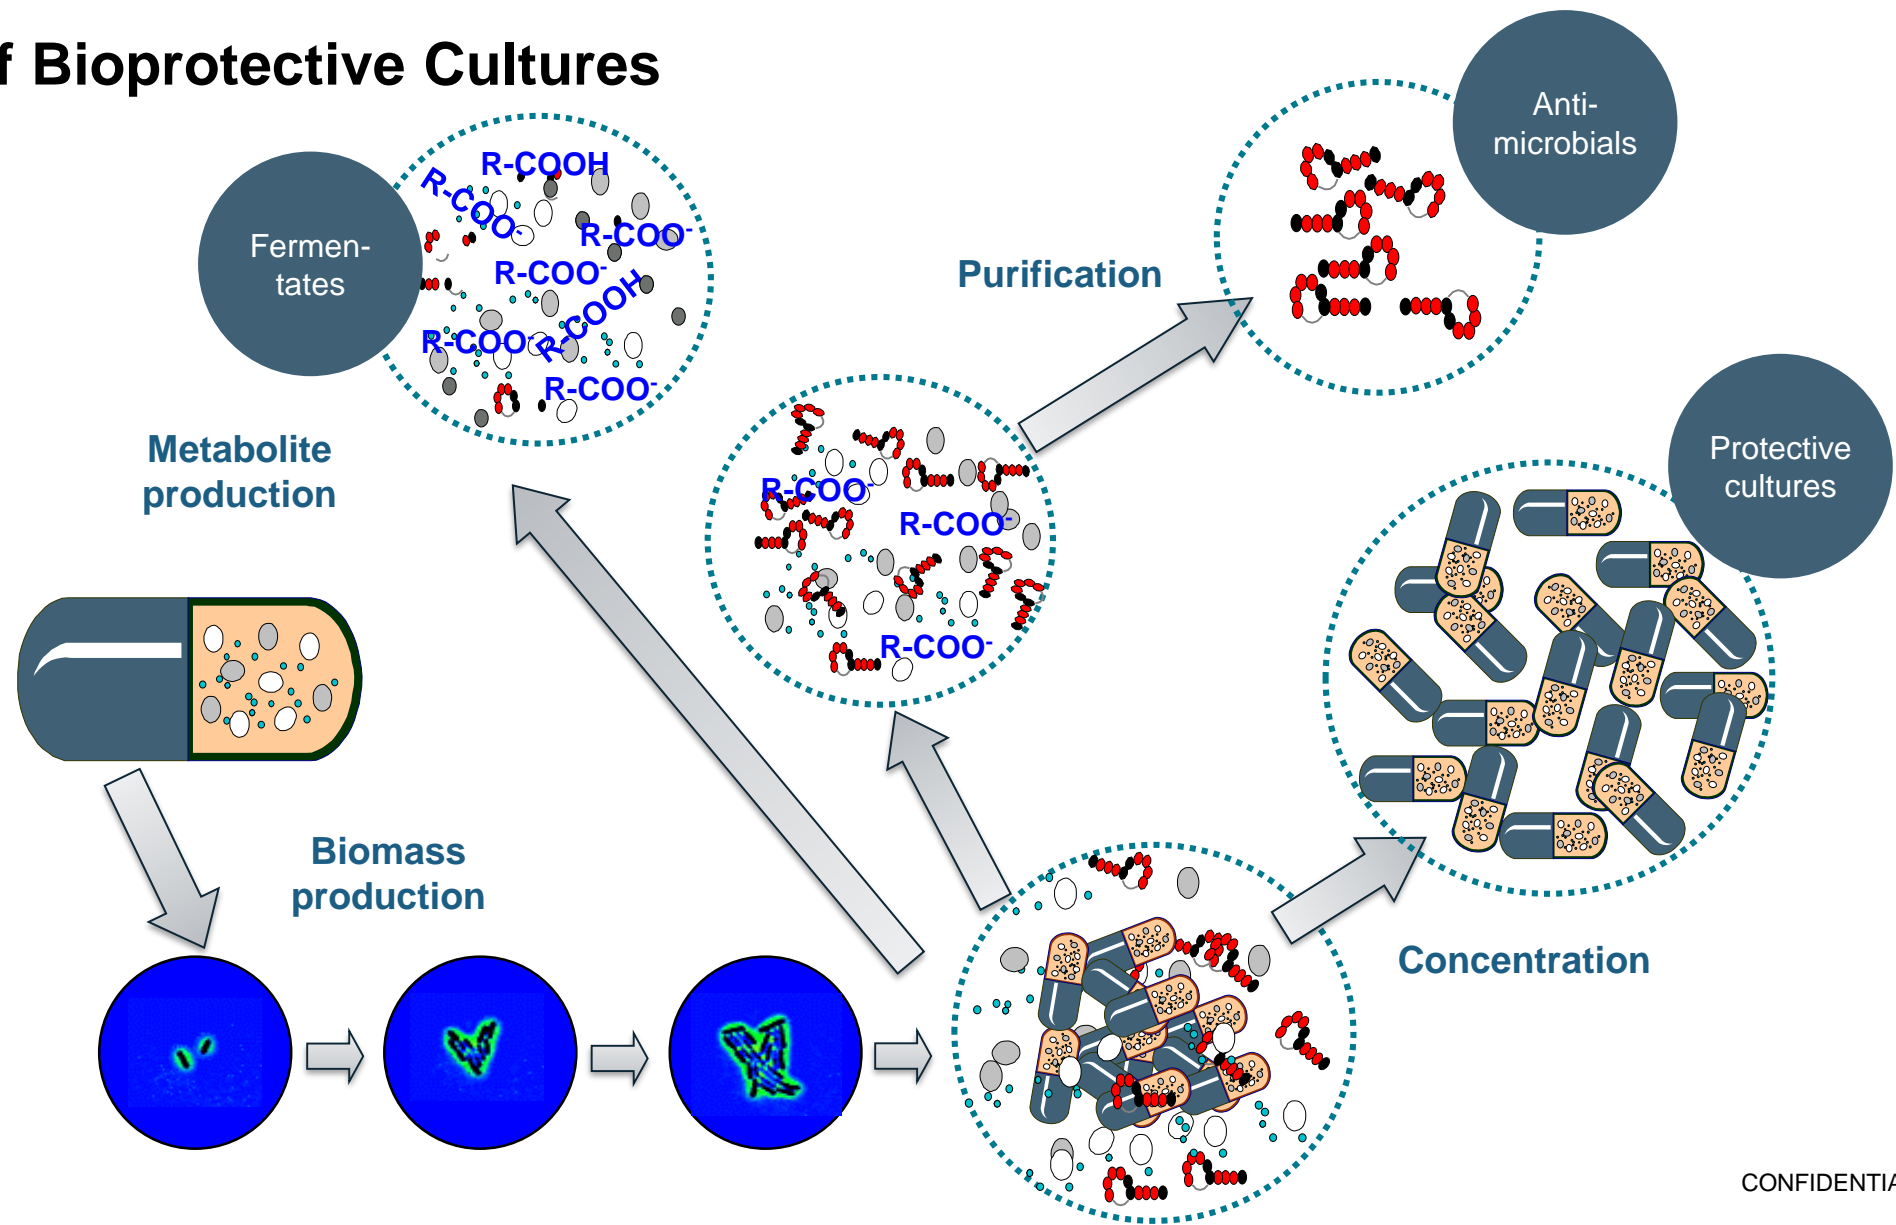 f Bioprotective Cultures
Anti-
microbials
R-COOH
R-COO-
R-COO-
R-COO-
R-COOH
R-COO-
R-COO-
Fermen-
tates
Purification
Metabolite
production
Protective
cultures
R-COO-
R-COO-
R-COO-
Biomass
production
Concentration
CONFIDENTIA